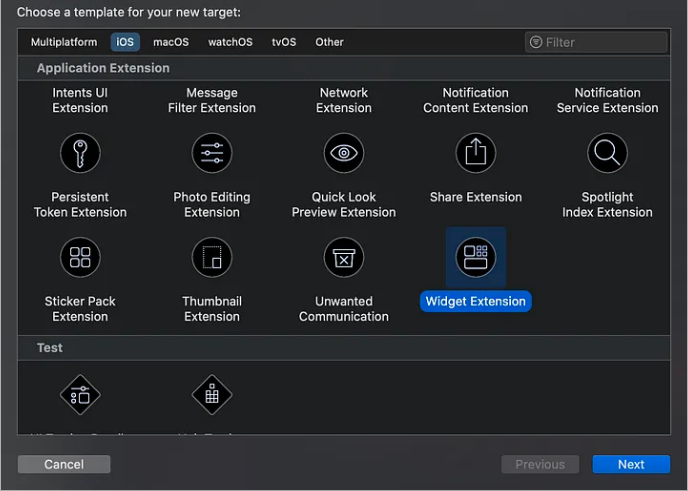 Choose a template for your new target:
Multiplatform iOS macOS watchOS tvOS Other Filter
Application Extension
Intents UI Extension
Message Filter Extension
Network Extension
Notification Content Extension
Notification Service Extension
Persistent Token Extension
Photo Editing Extension
Quick Look Preview Extension
Share Extension
Spotlight Index Extension
Sticker Pack Extension
Thumbnail Extension
Unwanted Communication
Widget Extension
Test
Cancel Previous Next